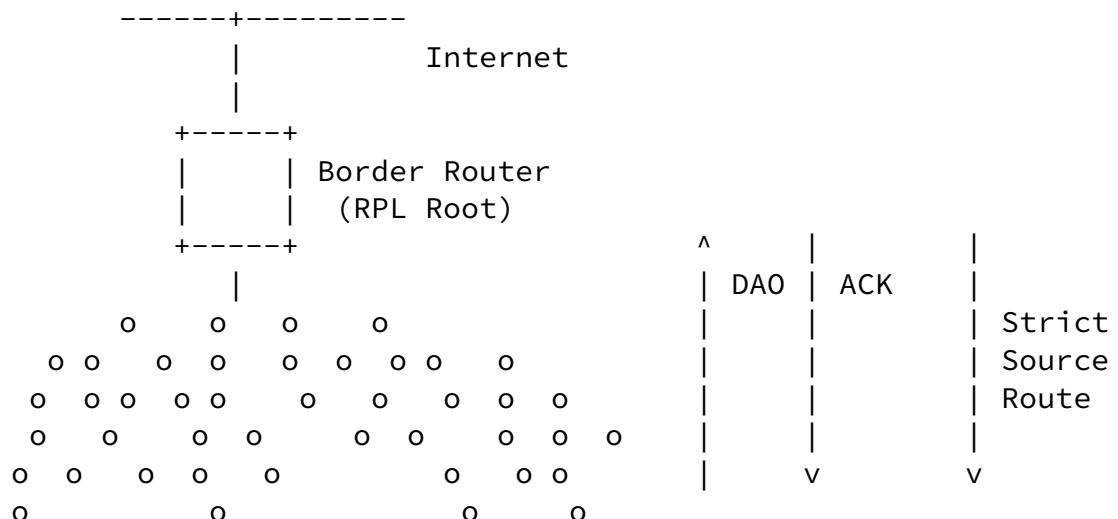 ------+---------
|          Internet
|
+-----+
|     | Border Router
|     |  (RPL Root)
+-----+                      ^     |        |
|                         | DAO | ACK    |
o    o   o    o                 |     |        | Strict
o o   o  o   o  o  o o   o          |     |        | Source
o  o o  o o    o   o   o  o  o       |     |        | Route
o   o    o  o     o  o    o  o  o    |     |        |
o  o   o  o   o         o   o o      |     v        v
o          o             o     o